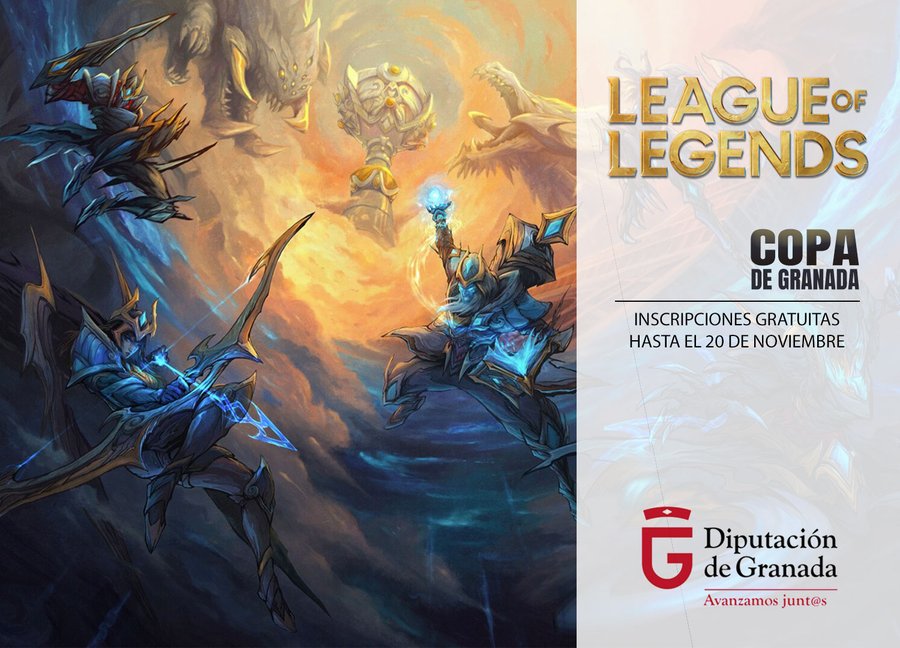 LEAGUE OF
LEGENDS
COPA
DE GRANADA
INSCRIPCIONES GRATUITAS
HASTA EL 20 DE NOVIEMBRE
Diputación
de Granada
Avanzamos junt@s